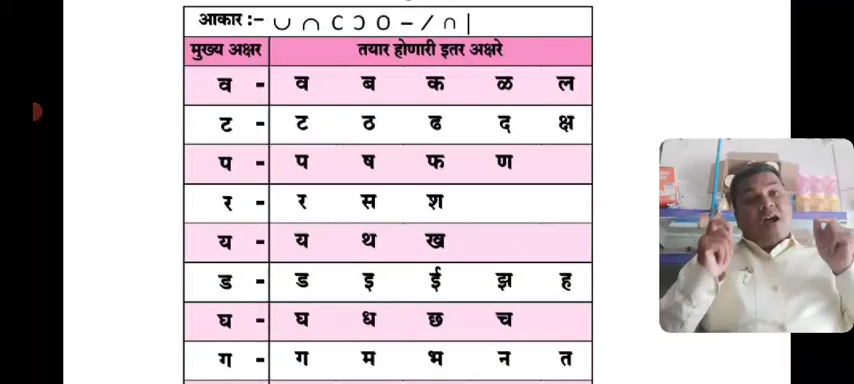 आकार :- ∪ ∩ C Ɔ O – / ∩ |
मुख्य अक्षर तयार होणारी इतर अक्षरे
व - व ब क ळ ल
ट - ट ठ ढ द क्ष
प - प ष फ ण
र - र स श
य - य थ ख
ड - ड इ ई झ ह
घ - घ ध छ च
ग - ग म भ न त